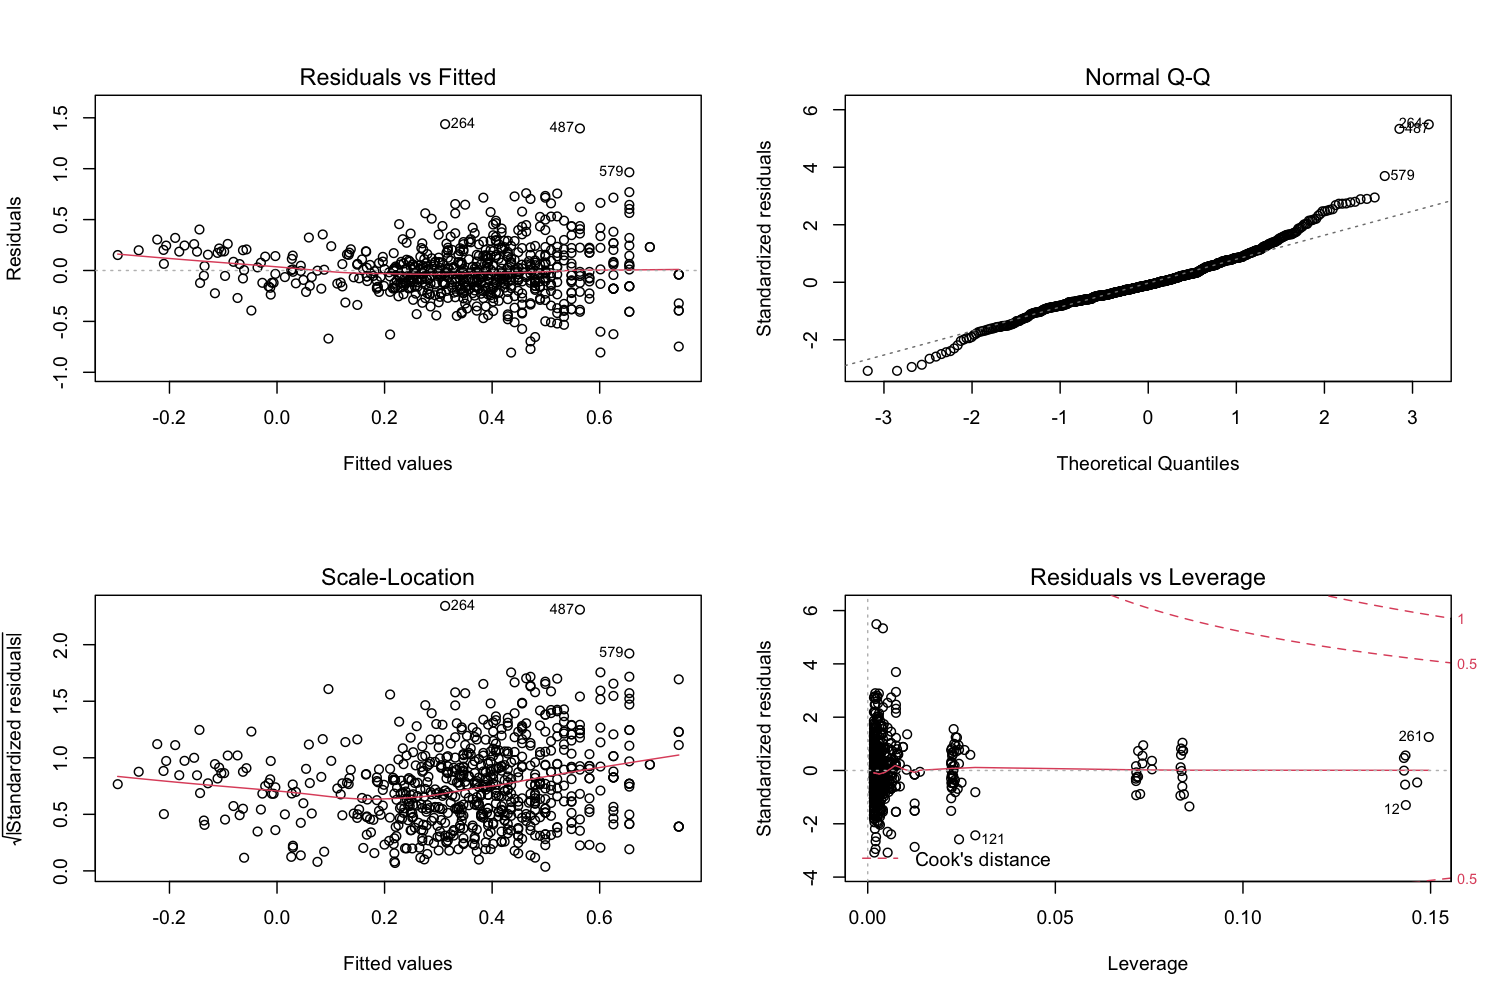 Residuals vs Fitted
Residuals
1.5
1.0
0.5
0.0
-0.5
-1.0
264
487
579
-0.2 0.0 0.2 0.4 0.6
Fitted values
Normal Q-Q
Standardized residuals
6
4
2
0
-2
264
487
579
-3 -2 -1 0 1 2 3
Theoretical Quantiles
Scale-Location
√|Standardized residuals|
2.0
1.5
1.0
0.5
0.0
264
487
579
-0.2 0.0 0.2 0.4 0.6
Fitted values
Residuals vs Leverage
Standardized residuals
6
4
2
0
-2
-4
1
0.5
0.5
261
12
121
Cook's distance
0.00 0.05 0.10 0.15
Leverage